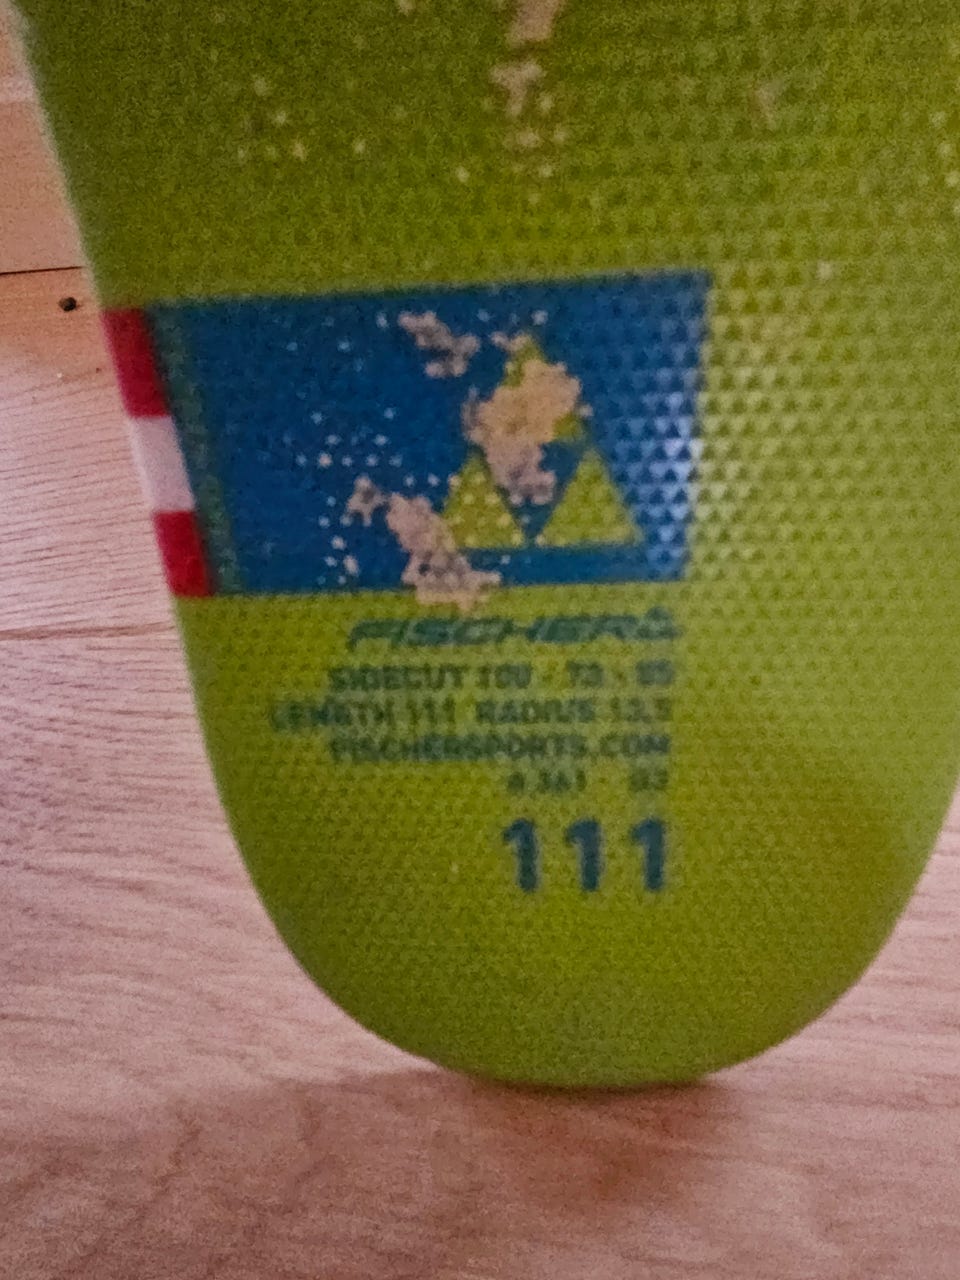 FISCHER
SIDECUT
LENGTH 111 RADIUS
FISCHERSPORTS.COM
111